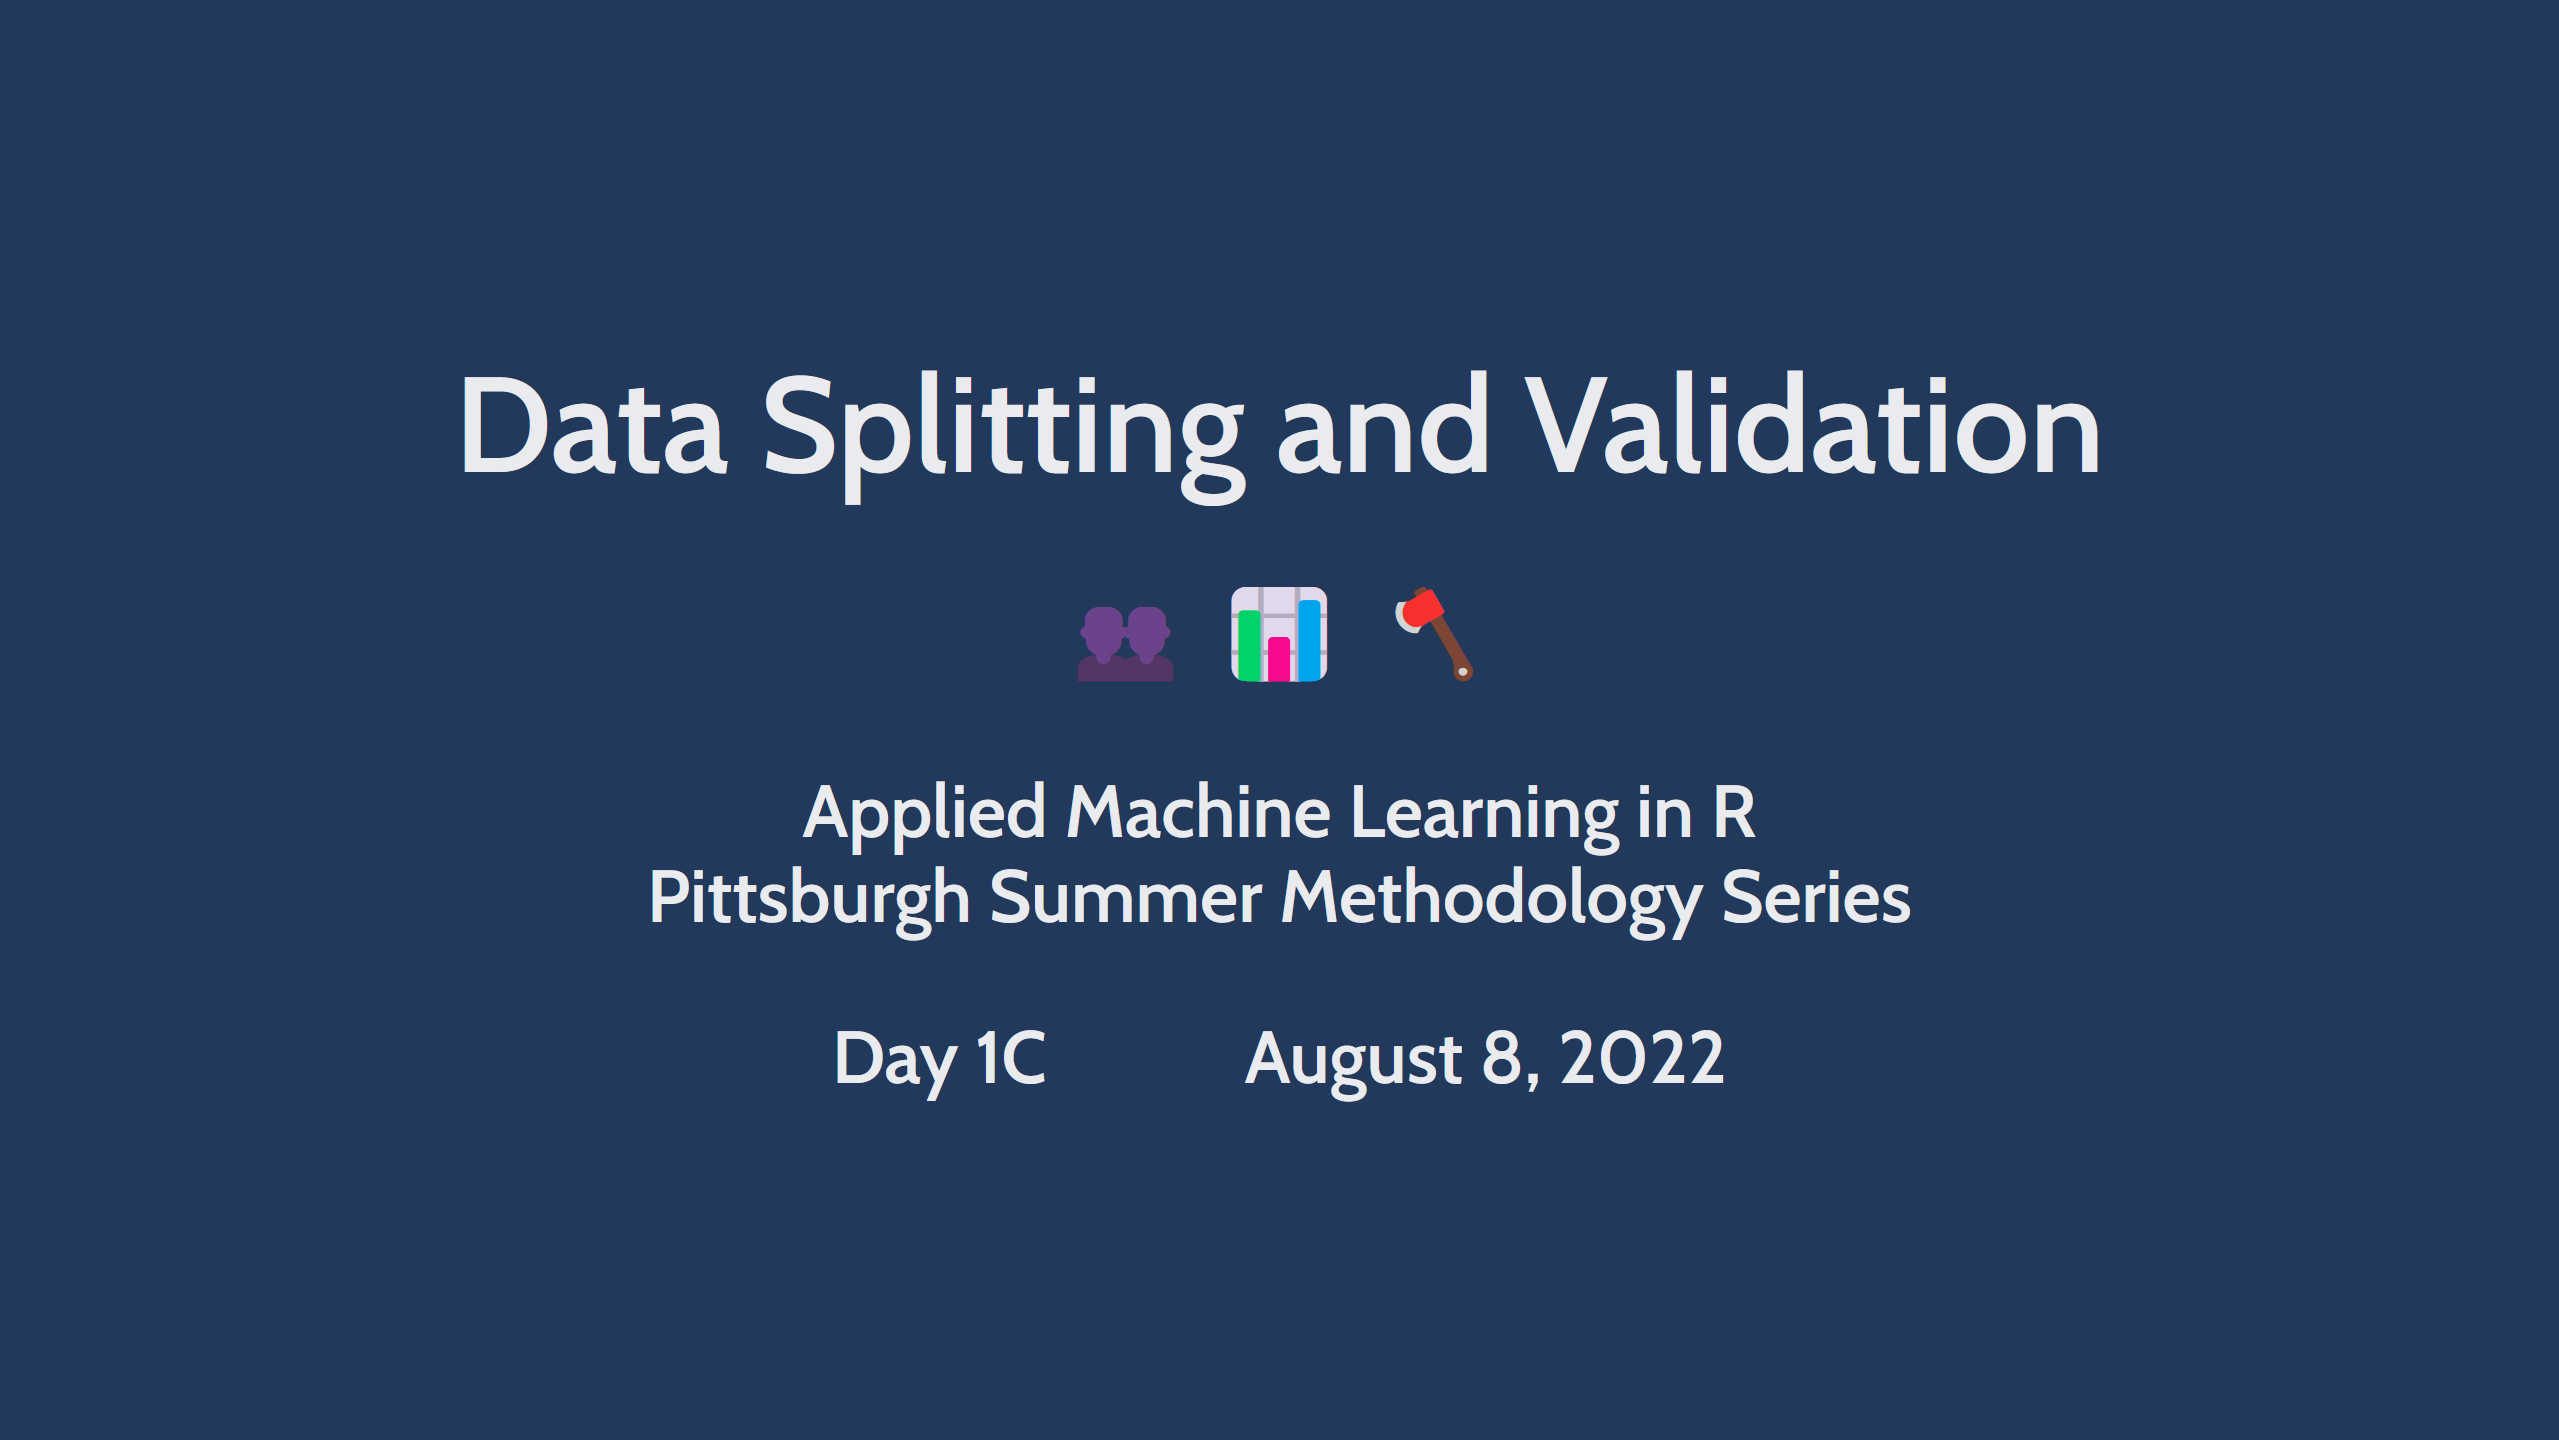 Data Splitting and Validation
Applied Machine Learning in R
Pittsburgh Summer Methodology Series
Day 1C August 8, 2022